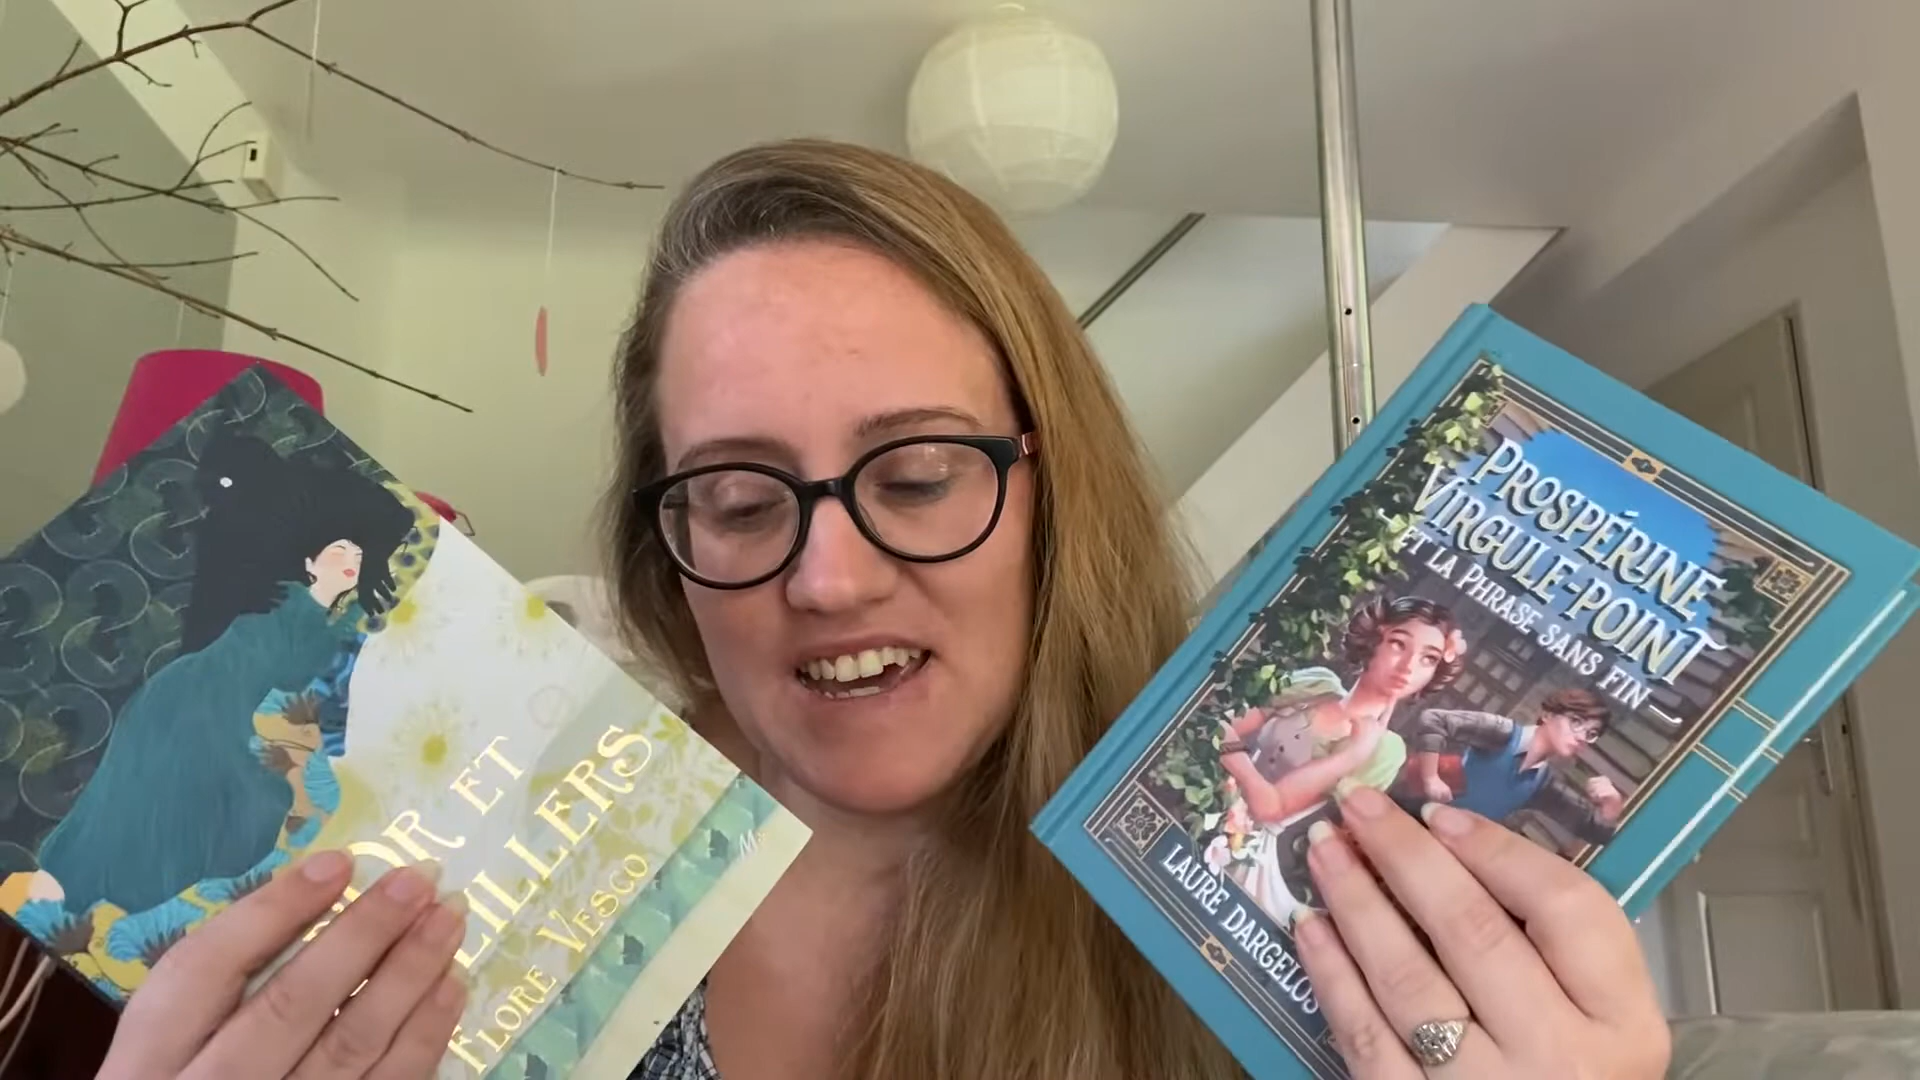 OR ET
ILLERS
FLORE VESCO
PROSPÉRINE
VIRGULE-POINT
ET LA PHRASE SANS FIN
LAURE DARGELOS